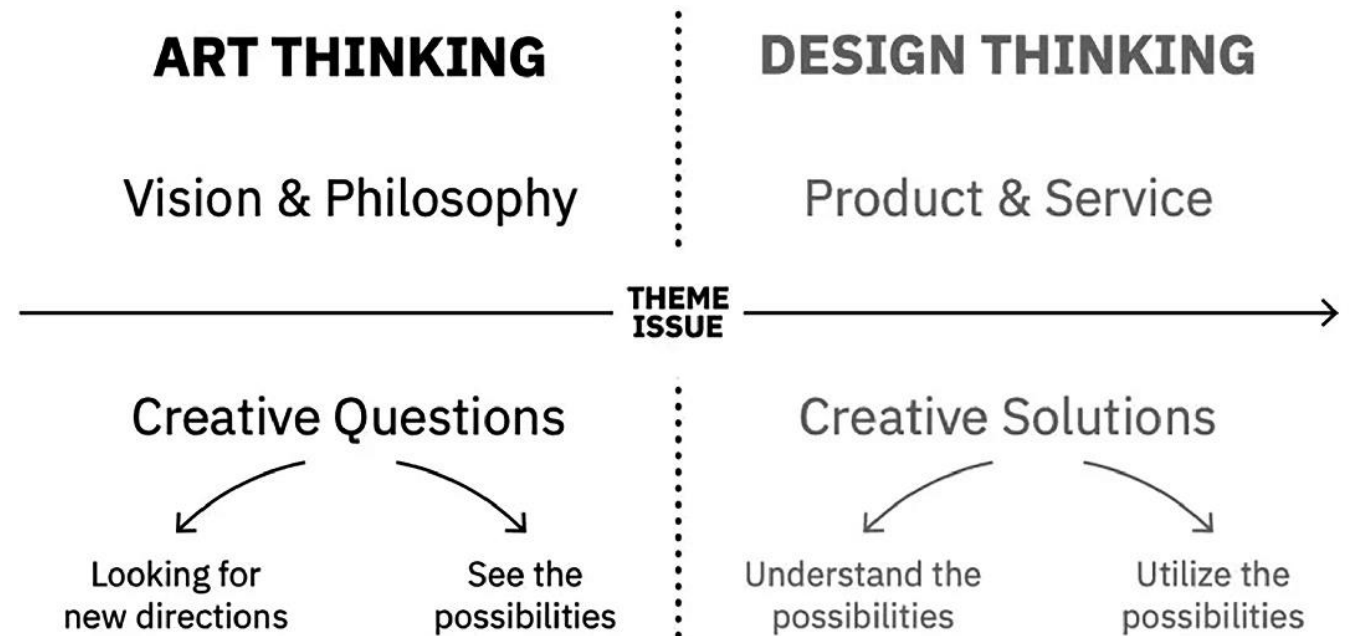 ART THINKING
DESIGN THINKING
Vision & Philosophy
Product & Service
THEME
ISSUE
Creative Questions
Creative Solutions
Looking for
new directions
See the
possibilities
Understand the
possibilities
Utilize the
possibilities